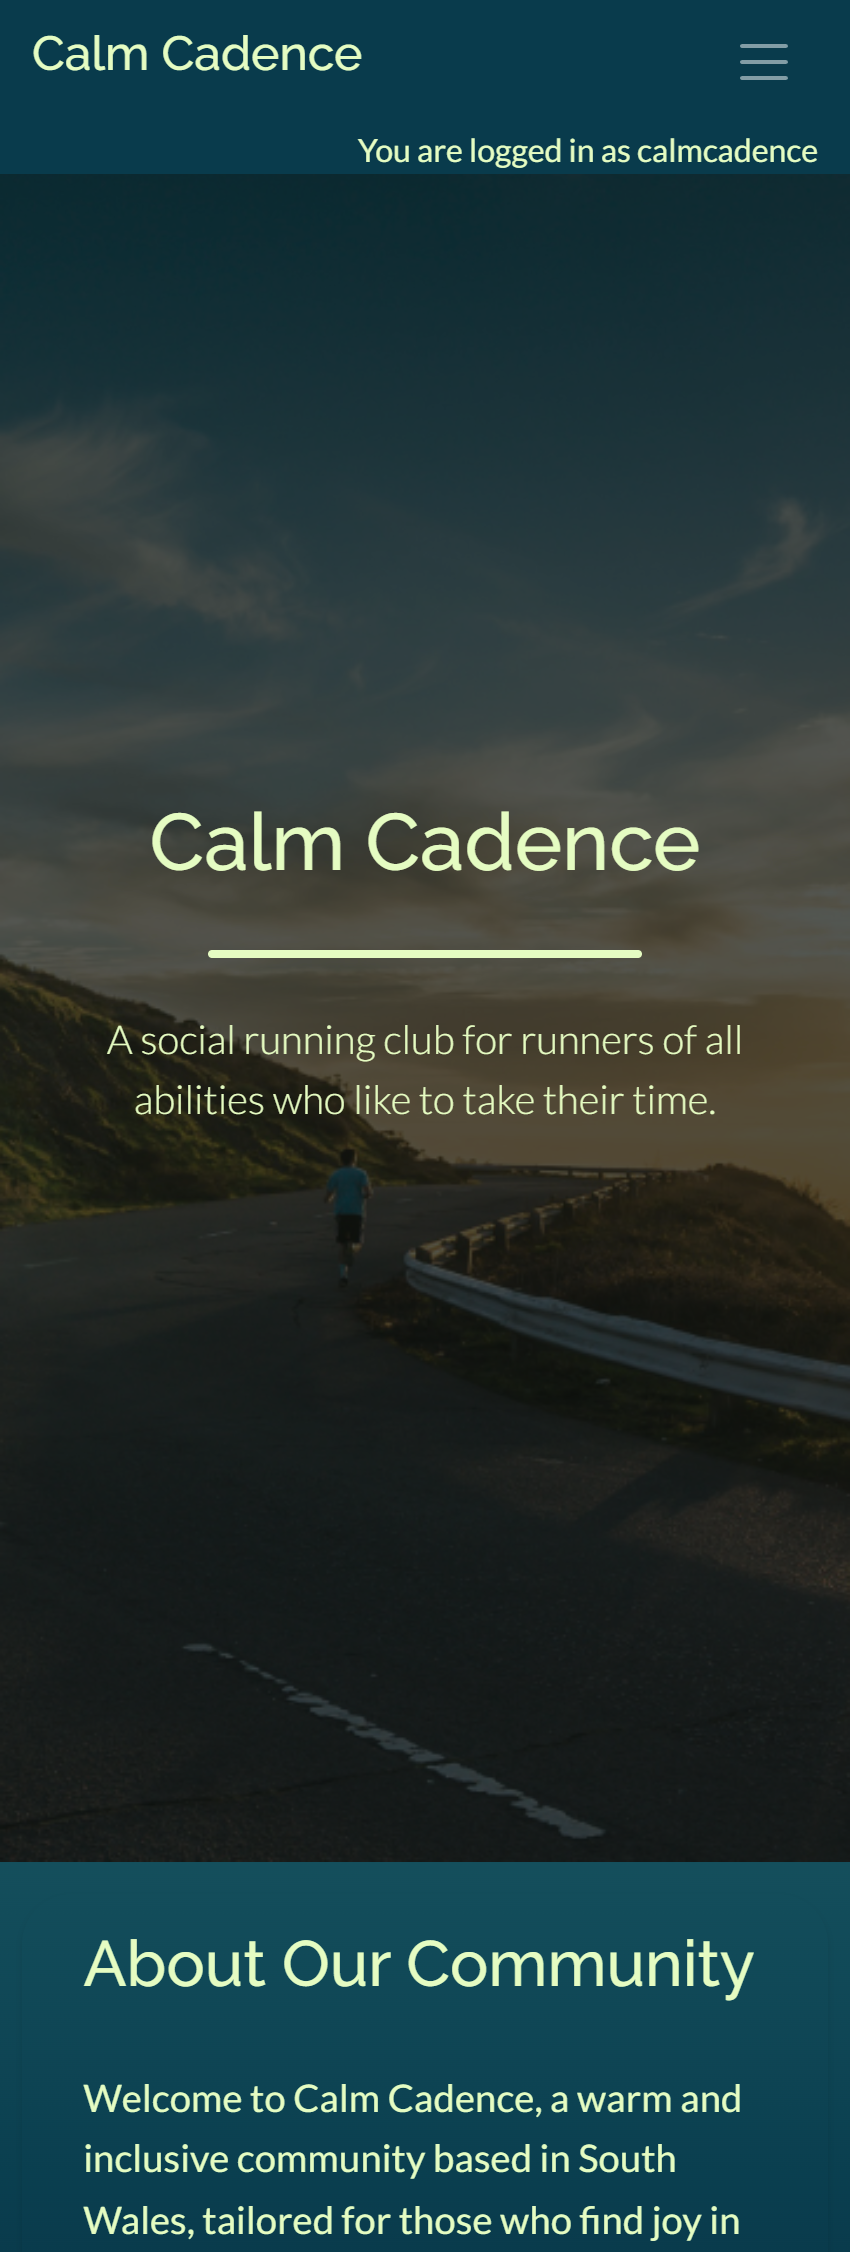 Calm Cadence
You are logged in as calmcadence
Calm Cadence
A social running club for runners of all
abilities who like to take their time.
About Our Community
Welcome to Calm Cadence, a warm and
inclusive community based in South
Wales, tailored for those who find joy in